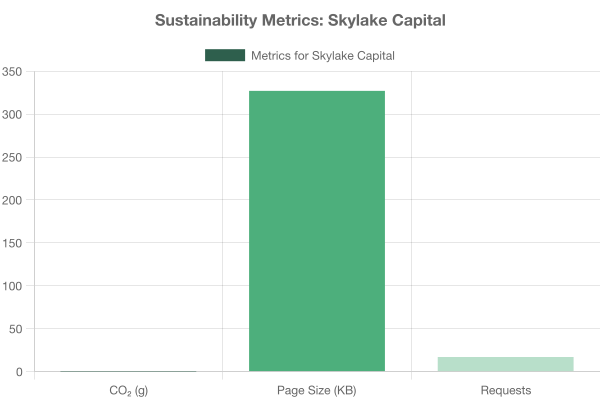 Sustainability Metrics: Skylake Capital
Metrics for Skylake Capital
350
300
250
200
150
100
50
0
CO₂ (g) Page Size (KB) Requests